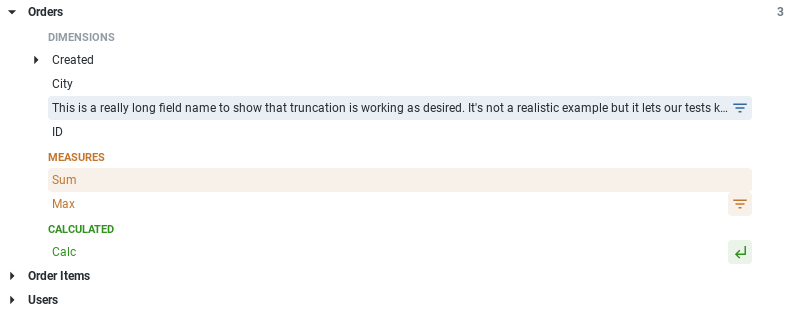 Orders 3
DIMENSIONS
Created
City
This is a really long field name to show that truncation is working as desired. It's not a realistic example but it lets our tests k...
ID
MEASURES
Sum
Max
CALCULATED
Calc
Order Items
Users